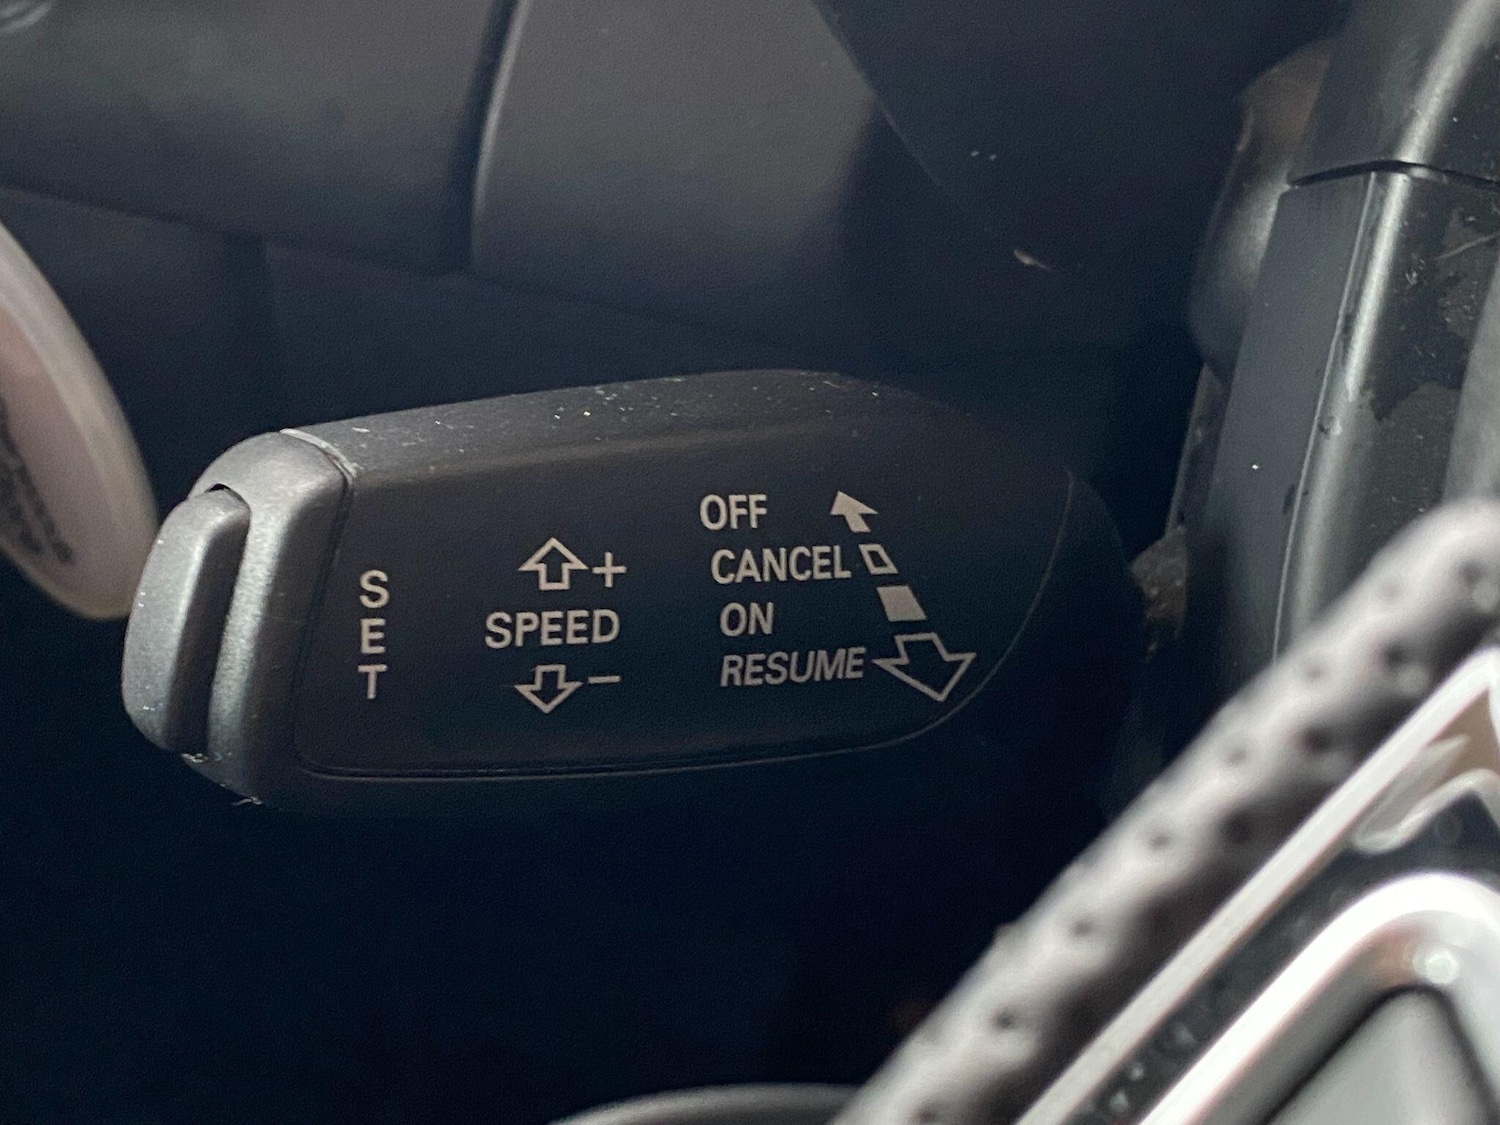 SET
+
SPEED
-
OFF
CANCEL
ON
RESUME